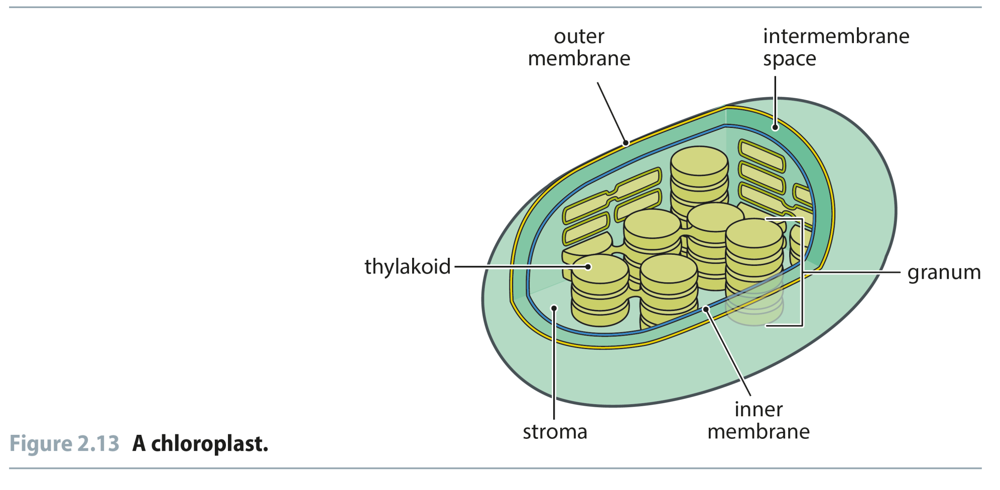 outer
membrane
intermembrane
space
thylakoid
granum
stroma
inner
membrane
Figure 2.13 A chloroplast.